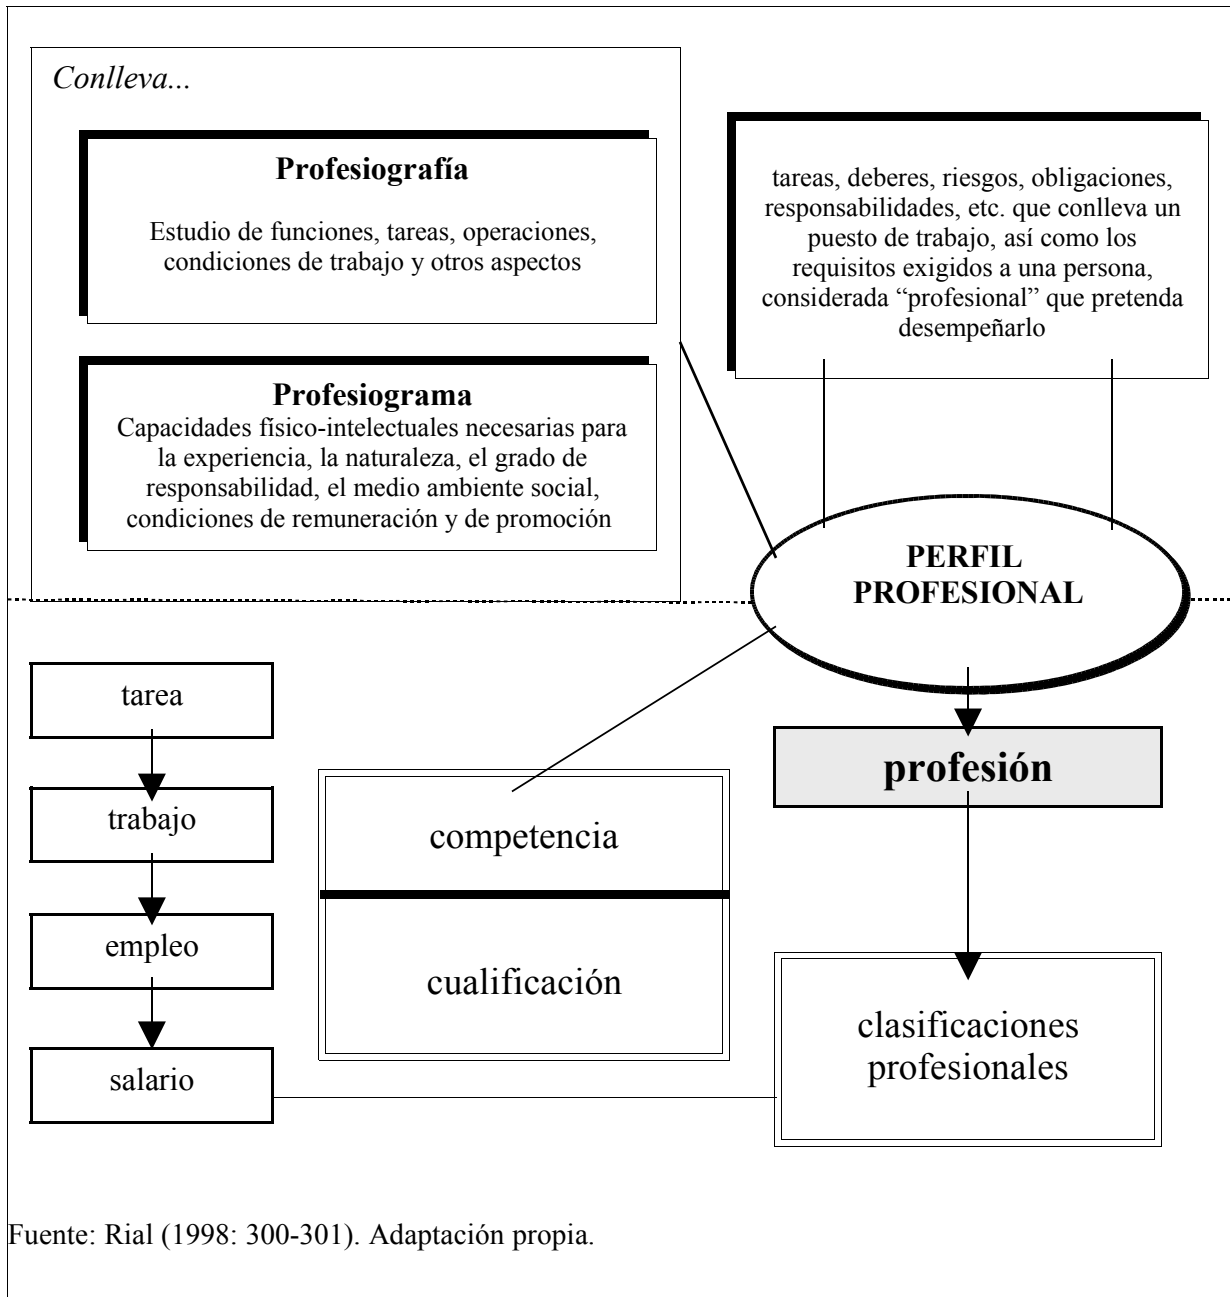 Conlleva...
Profesiografía
Estudio de funciones, tareas, operaciones,
condiciones de trabajo y otros aspectos
Profesiograma
Capacidades físico-intelectuales necesarias para
la experiencia, la naturaleza, el grado de
responsabilidad, el medio ambiente social,
condiciones de remuneración y de promoción
tareas, deberes, riesgos, obligaciones,
responsabilidades, etc. que conlleva un
puesto de trabajo, así como los
requisitos exigidos a una persona,
considerada “profesional” que pretenda
desempeñarlo
PERFIL
PROFESIONAL
tarea
trabajo
empleo
salario
competencia
cualificación
profesión
clasificaciones
profesionales
Fuente: Rial (1998: 300-301). Adaptación propia.